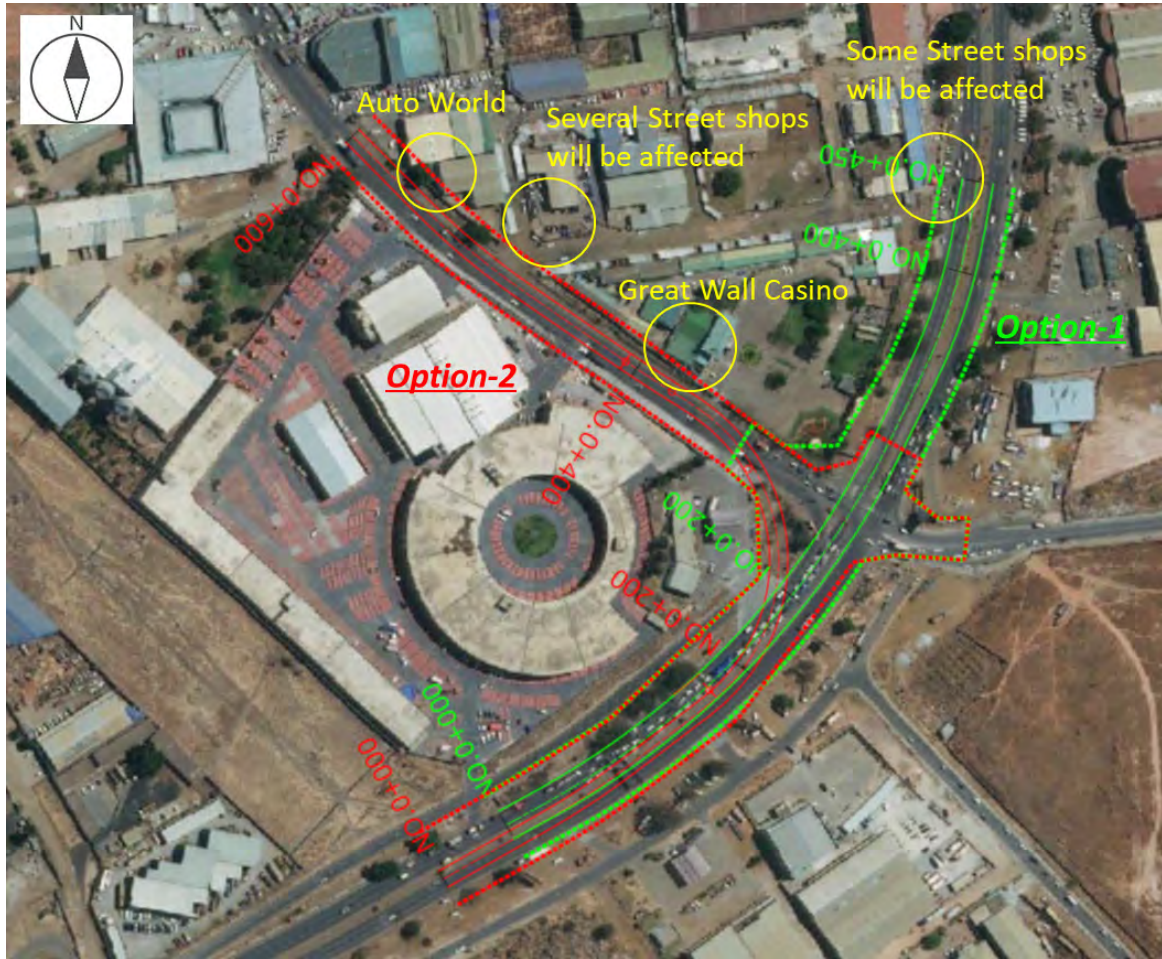 N
Auto World
Several Street shops
will be affected
Some Street shops
will be affected
NO.0+450
NO.0+600
NO.0+400
Great Wall Casino
Option-1
Option-2
NO.0+400
NO.0+200
NO.0+200
NO.0+000
NO.0+000